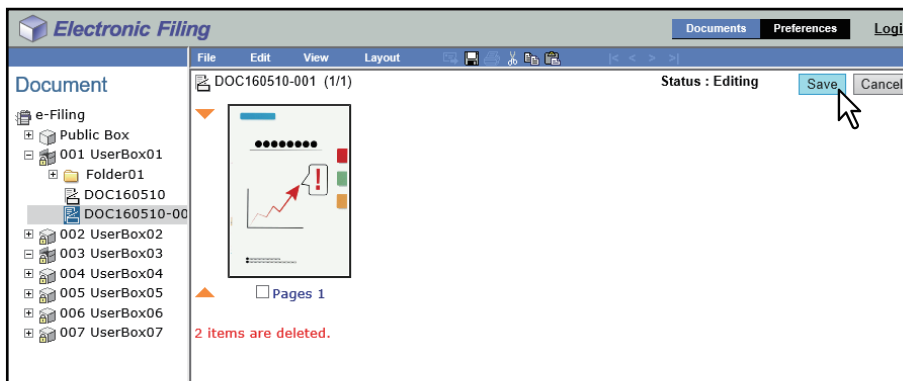 Electronic Filing
Documents Preferences Logi
File Edit View Layout |< < > >|
Document
DOC160510-001 (1/1) Status : Editing Save Cancel
e-Filing
Public Box
001 UserBox01
Folder01
DOC160510
DOC160510-00
002 UserBox02
003 UserBox03
004 UserBox04
005 UserBox05
006 UserBox06
007 UserBox07
!
Pages 1
2 items are deleted.